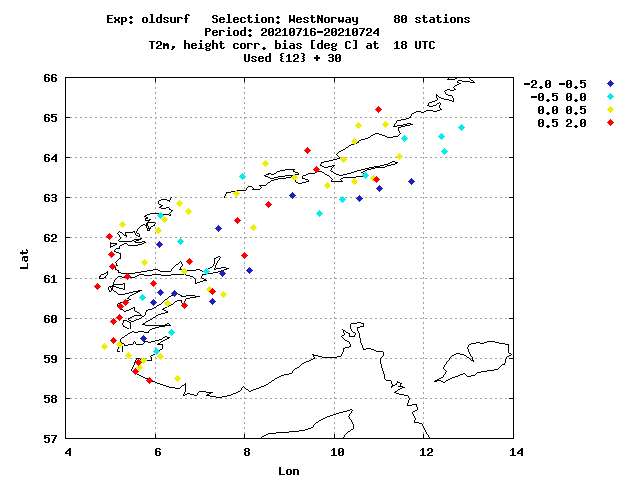 Exp: oldsurf   Selection: WestNorway     80 stations
Period: 20210716-20210724
T2m, height corr. bias [deg C] at  18 UTC
Used {12} + 30
-2.0 -0.5
-0.5 0.0
0.0 0.5
0.5 2.0
66
65
64
63
62
61
60
59
58
57
Lat
4 6 8 10 12 14
Lon